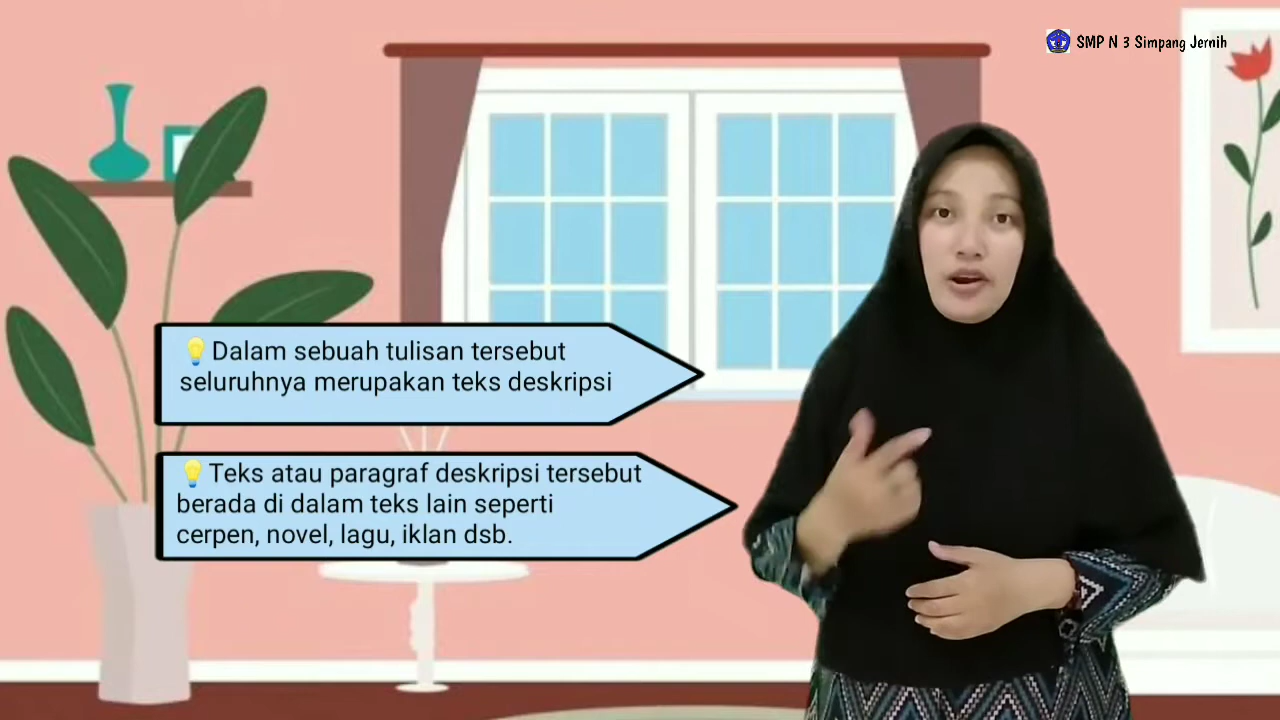 SMP N 3 Simpang Jernih
💡Dalam sebuah tulisan tersebut
seluruhnya merupakan teks deskripsi
💡Teks atau paragraf deskripsi tersebut
berada di dalam teks lain seperti
cerpen, novel, lagu, iklan dsb.